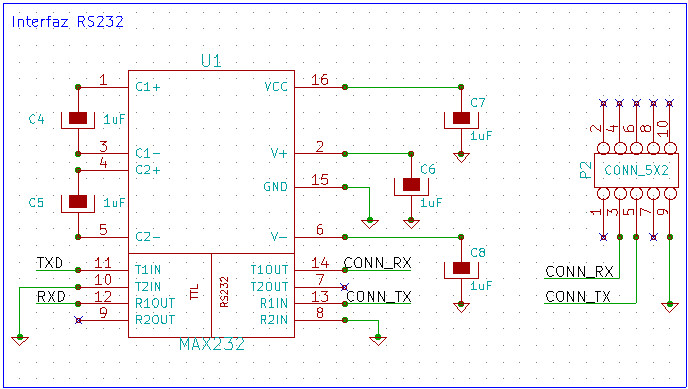 Interfaz RS232
U1
1 C1+ VCC 16
C4 1uF C7 1uF
3 C1- V+ 2
4 C2+ C6 1uF
GND 15
C5 1uF
5 C2- V- 6
C8 1uF
TXD 11 T1IN T1OUT 14 CONN_RX
10 T2IN T2OUT 7
RXD 12 R1OUT R1IN 13 CONN_TX
9 R2OUT R2IN 8
TTL RS232
MAX232
2 4 6 8 10
P2 CONN_5X2
1 3 5 7 9
CONN_RX
CONN_TX